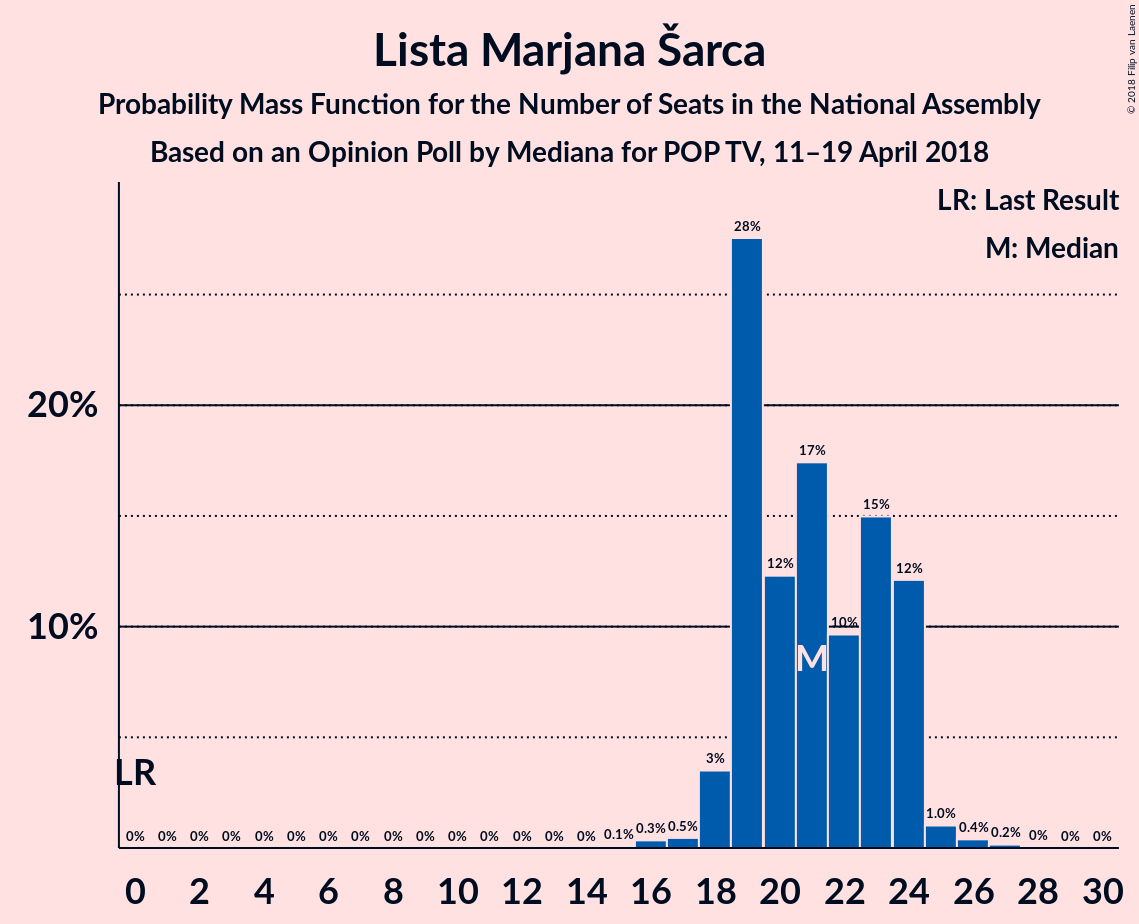 Lista Marjana Šarca
Probability Mass Function for the Number of Seats in the National Assembly
Based on an Opinion Poll by Mediana for POP TV, 11–19 April 2018
© 2018 Filip van Laenen
LR: Last Result
M: Median
28%
20%
17%
15%
12%
12%
10%
10%
M
3%
LR
0% 0% 0% 0% 0% 0% 0% 0% 0% 0% 0% 0% 0% 0% 0% 0.1% 0.3% 0.5% 1.0% 0.4% 0.2% 0% 0% 0%
0 2 4 6 8 10 12 14 16 18 20 22 24 26 28 30